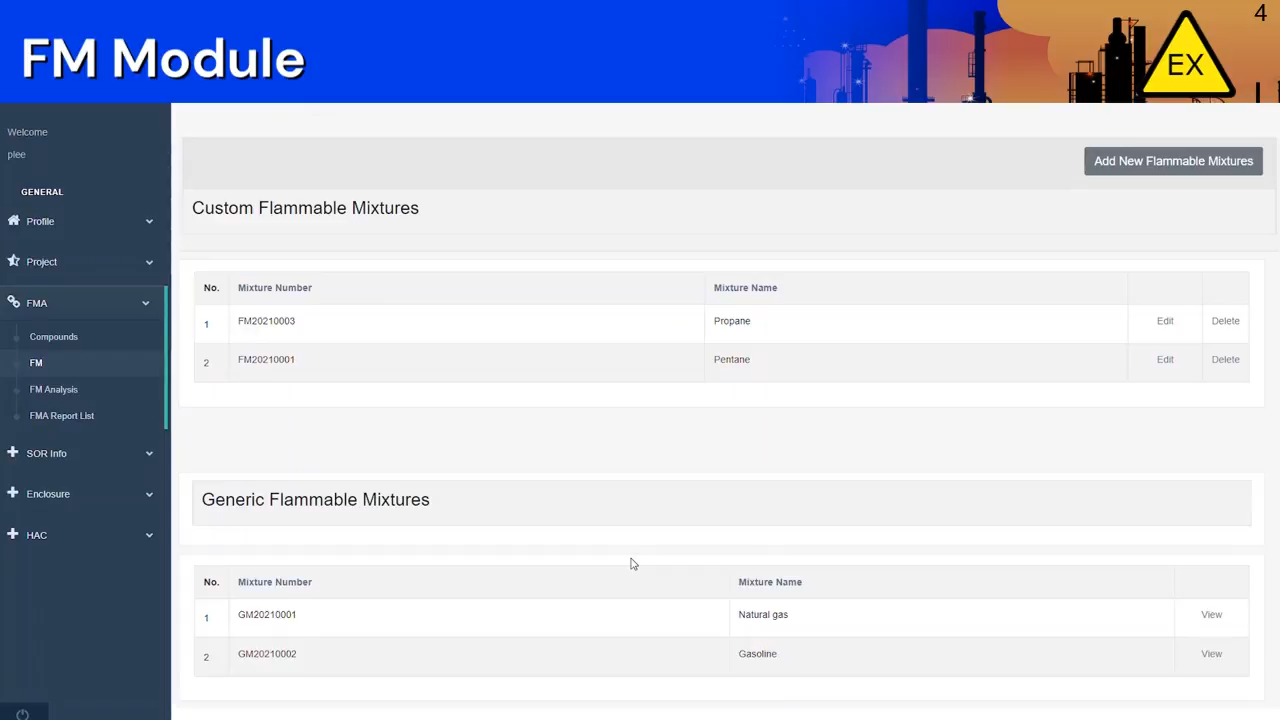 FM Module
4
EX
Welcome
plee
GENERAL
Profile
Project
FMA
Compounds
FM
FM Analysis
FMA Report List
SOR Info
Enclosure
HAC
Add New Flammable Mixtures
Custom Flammable Mixtures
No. Mixture Number Mixture Name
1 FM20210003 Propane Edit Delete
2 FM20210001 Pentane Edit Delete
Generic Flammable Mixtures
No. Mixture Number Mixture Name
1 GM20210001 Natural gas View
2 GM20210002 Gasoline View